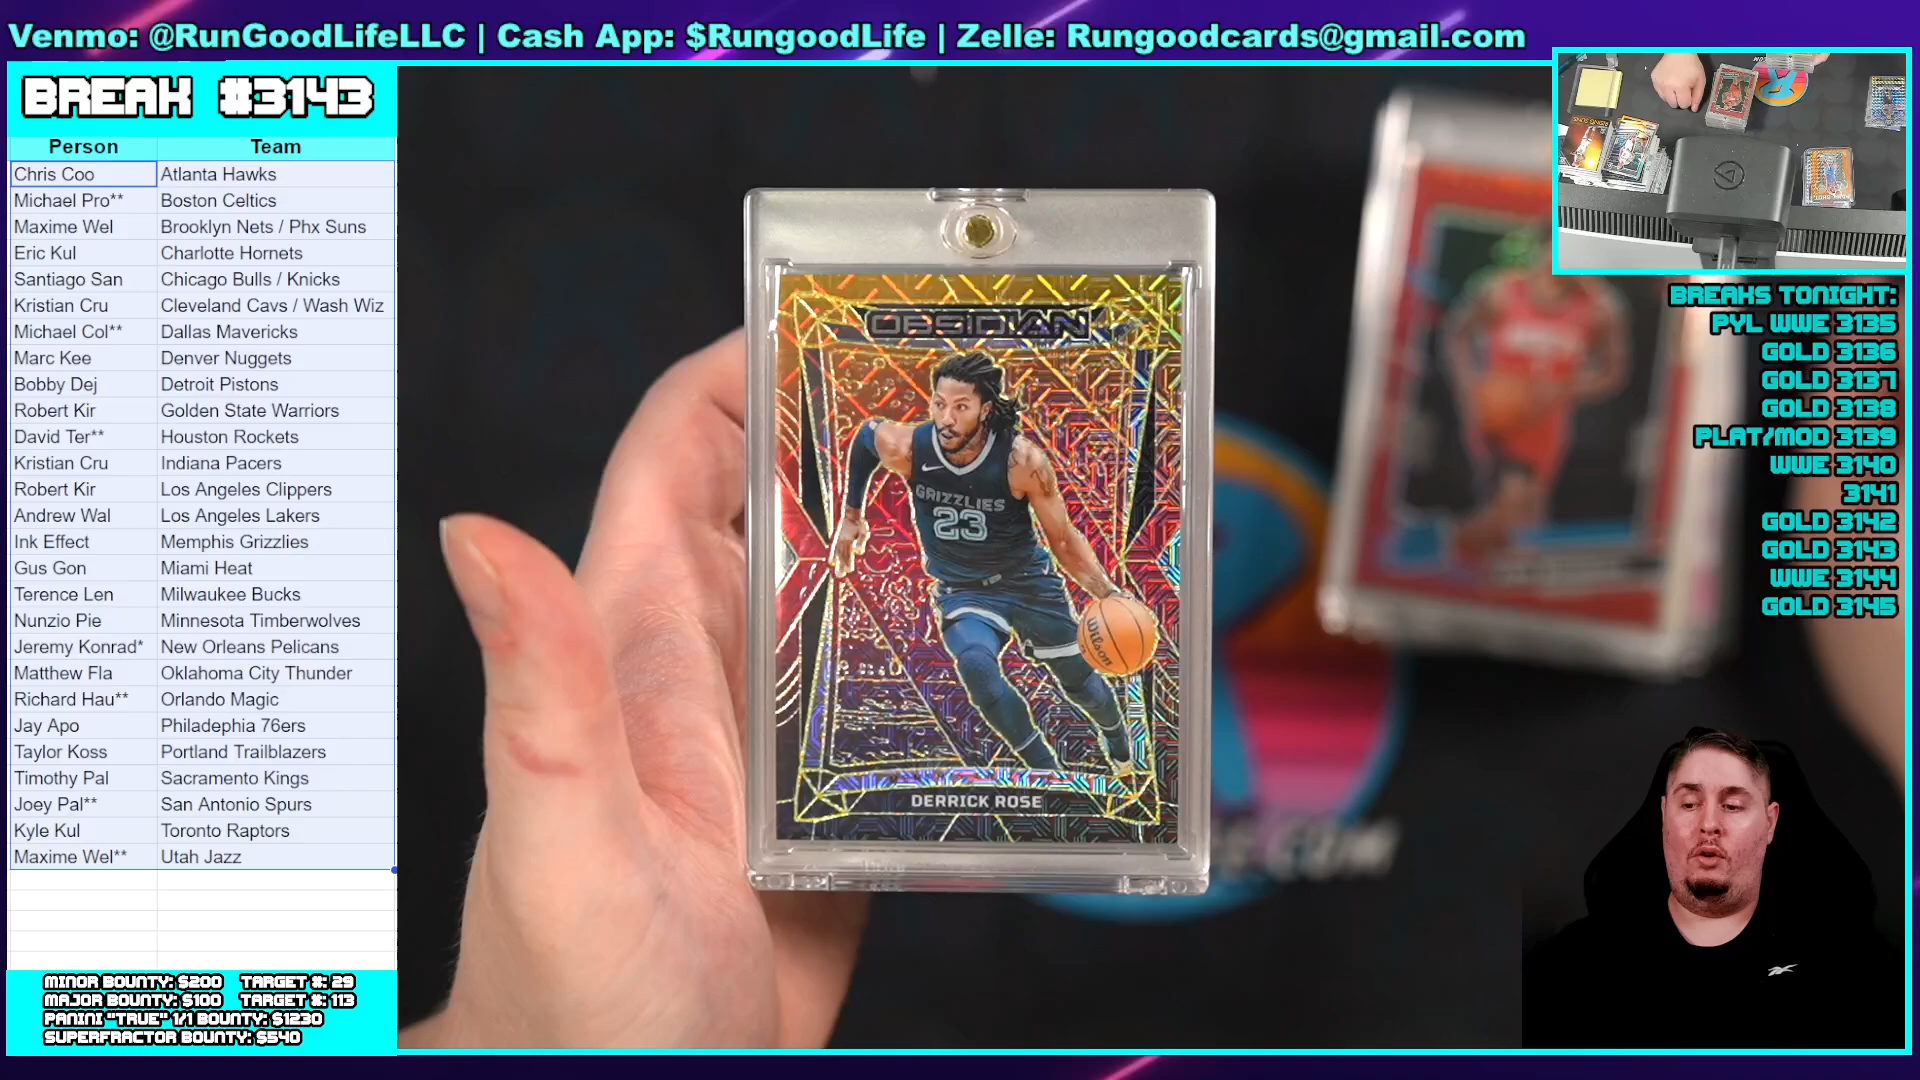 Venmo: @RunGoodLifeLLC | Cash App: $RungoodLife | Zelle: Rungoodcards@gmail.com
BREAK #3143
Person Team
Chris Coo Atlanta Hawks
Michael Pro** Boston Celtics
Maxime Wel Brooklyn Nets / Phx Suns
Eric Kul Charlotte Hornets
Santiago San Chicago Bulls / Knicks
Kristian Cru Cleveland Cavs / Wash Wiz
Michael Col** Dallas Mavericks
Marc Kee Denver Nuggets
Bobby Dej Detroit Pistons
Robert Kir Golden State Warriors
David Ter** Houston Rockets
Kristian Cru Indiana Pacers
Robert Kir Los Angeles Clippers
Andrew Wal Los Angeles Lakers
Ink Effect Memphis Grizzlies
Gus Gon Miami Heat
Terence Len Milwaukee Bucks
Nunzio Pie Minnesota Timberwolves
Jeremy Konrad* New Orleans Pelicans
Matthew Fla Oklahoma City Thunder
Richard Hau** Orlando Magic
Jay Apo Philadephia 76ers
Taylor Koss Portland Trailblazers
Timothy Pal Sacramento Kings
Joey Pal** San Antonio Spurs
Kyle Kul Toronto Raptors
Maxime Wel** Utah Jazz
MINOR BOUNTY: $200 TARGET #: 29
MAJOR BOUNTY: $100 TARGET #: 113
PANINI "TRUE" 1/1 BOUNTY: $1230
SUPERFRACTOR BOUNTY: $540
OBSIDIAN
GRIZZLIES
23
Wilson
DERRICK ROSE
.COM
BREAKS TONIGHT:
PYL WWE 3135
GOLD 3136
GOLD 3137
GOLD 3138
PLAT/MOD 3139
WWE 3140
3141
GOLD 3142
GOLD 3143
WWE 3144
GOLD 3145